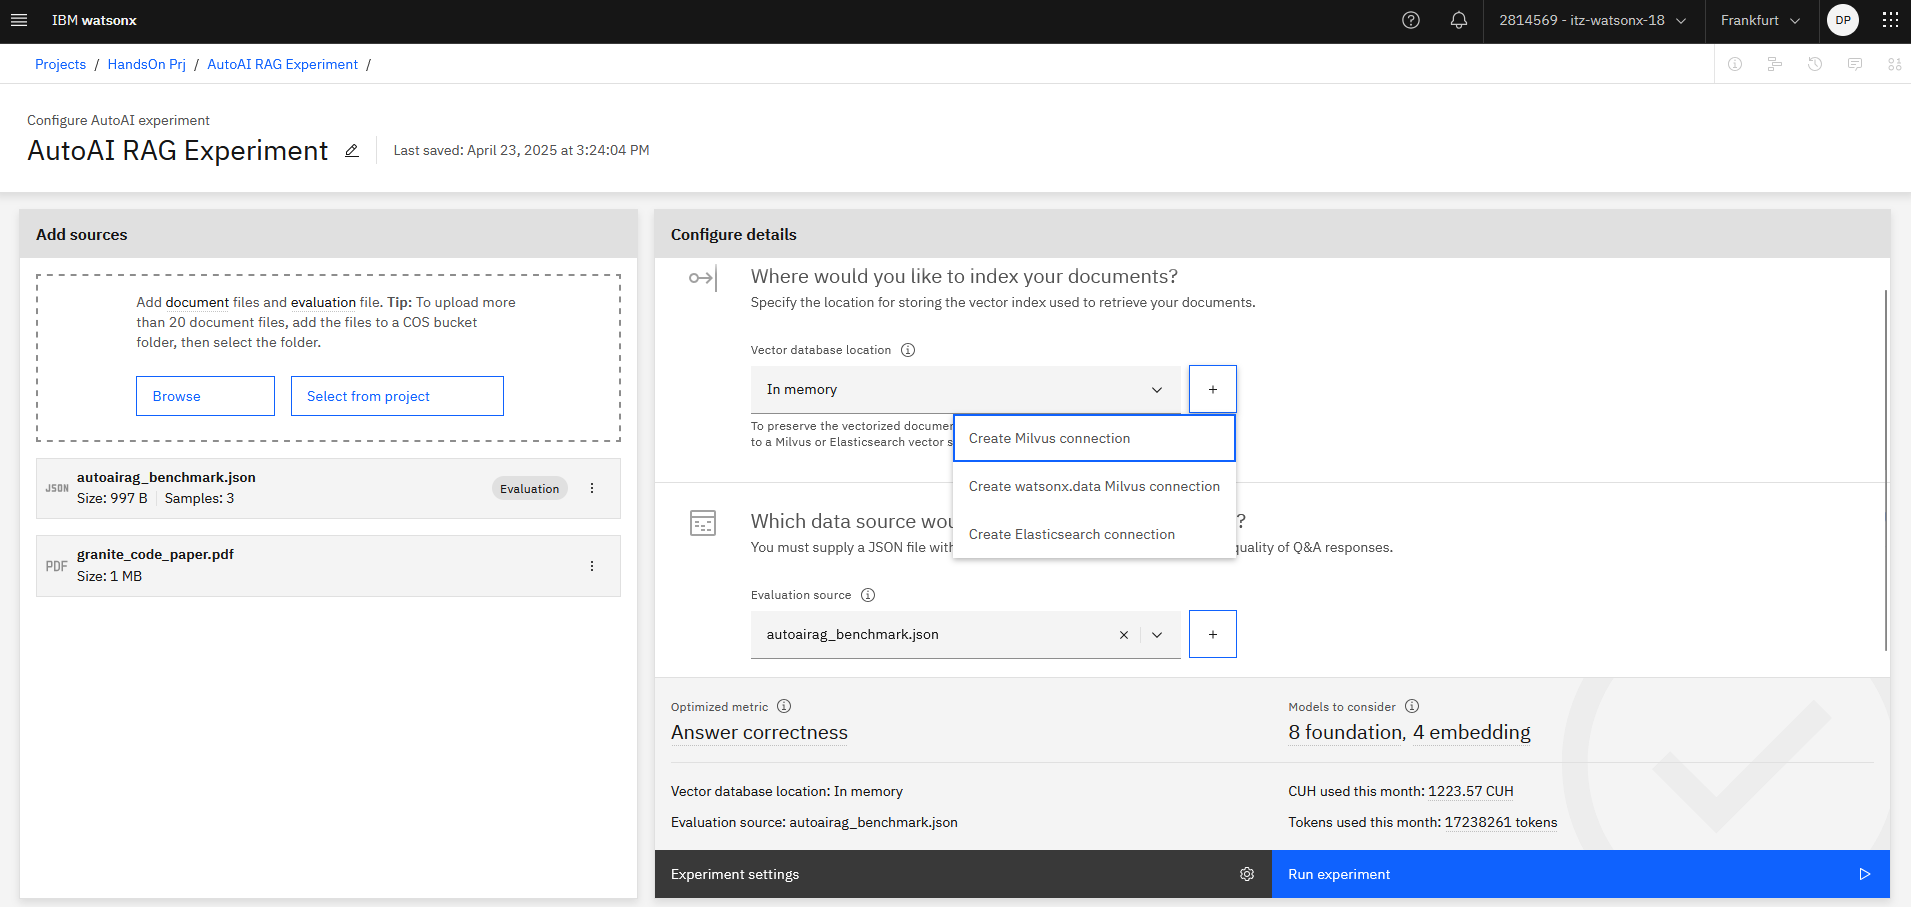 IBM watsonx
2814569 - itz-watsonx-18
Frankfurt
DP
Projects / HandsOn Prj / AutoAI RAG Experiment /
Configure AutoAI experiment
AutoAI RAG Experiment
Last saved: April 23, 2025 at 3:24:04 PM
Add sources
Add document files and evaluation file. Tip: To upload more
than 20 document files, add the files to a COS bucket
folder, then select the folder.
Browse
Select from project
JSON
autoairag_benchmark.json
Size: 997 B
Samples: 3
Evaluation
PDF
granite_code_paper.pdf
Size: 1 MB
Configure details
Where would you like to index your documents?
Specify the location for storing the vector index used to retrieve your documents.
Vector database location
In memory
+
To preserve the vectorized
to a Milvus or Elasticsearch vector
Create Milvus connection
Create watsonx.data Milvus connection
Create Elasticsearch connection
Which data source ?
You must supply a JSON file quality of Q&A responses.
Evaluation source
autoairag_benchmark.json
+
Optimized metric
Answer correctness
Models to consider
8 foundation, 4 embedding
Vector database location: In memory
Evaluation source: autoairag_benchmark.json
CUH used this month: 1223.57 CUH
Tokens used this month: 17238261 tokens
Experiment settings
Run experiment